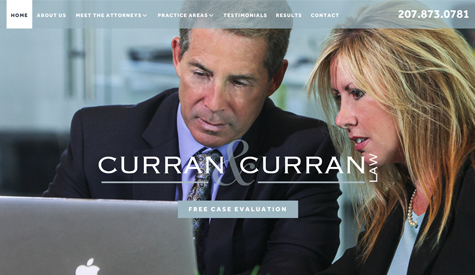 HOME ABOUT US MEET THE ATTORNEYS PRACTICE AREAS TESTIMONIALS RESULTS CONTACT 207.873.0781
CURRAN & CURRAN LAW
FREE CASE EVALUATION